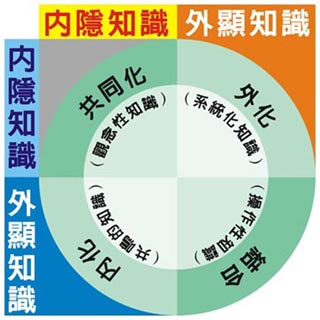 內隱知識
外顯知識
內隱知識
外顯知識
共同化
(觀念性知識)
外化
(系統化知識)
內化
(共鳴的知識)
結合
(操作性知識)